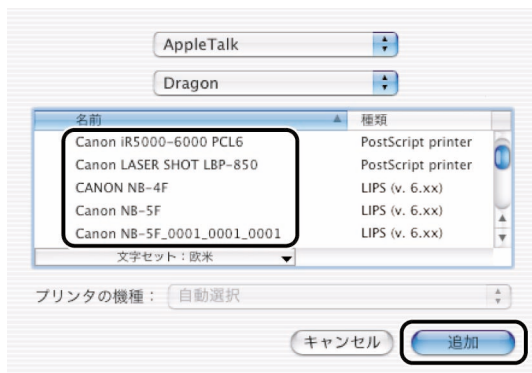 AppleTalk
Dragon
名前 種類
Canon iR5000-6000 PCL6 PostScript printer
Canon LASER SHOT LBP-850 PostScript printer
CANON NB-4F LIPS (v. 6.xx)
Canon NB-5F LIPS (v. 6.xx)
Canon NB-5F_0001_0001_0001 LIPS (v. 6.xx)
文字セット：欧米
プリンタの機種： 自動選択
キャンセル 追加